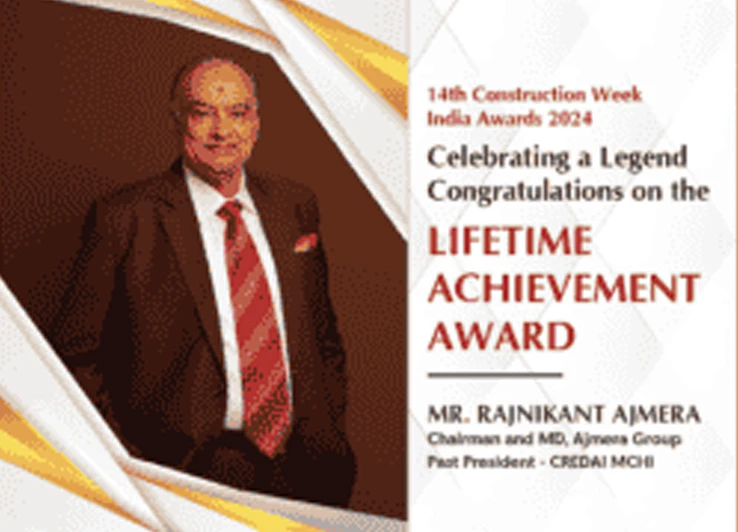 14th Construction Week
India Awards 2024
Celebrating a Legend
Congratulations on the
LIFETIME
ACHIEVEMENT
AWARD
MR. RAJNIKANT AJMERA
Chairman and MD, Ajmera Group
Past President - CREDAI MCHI